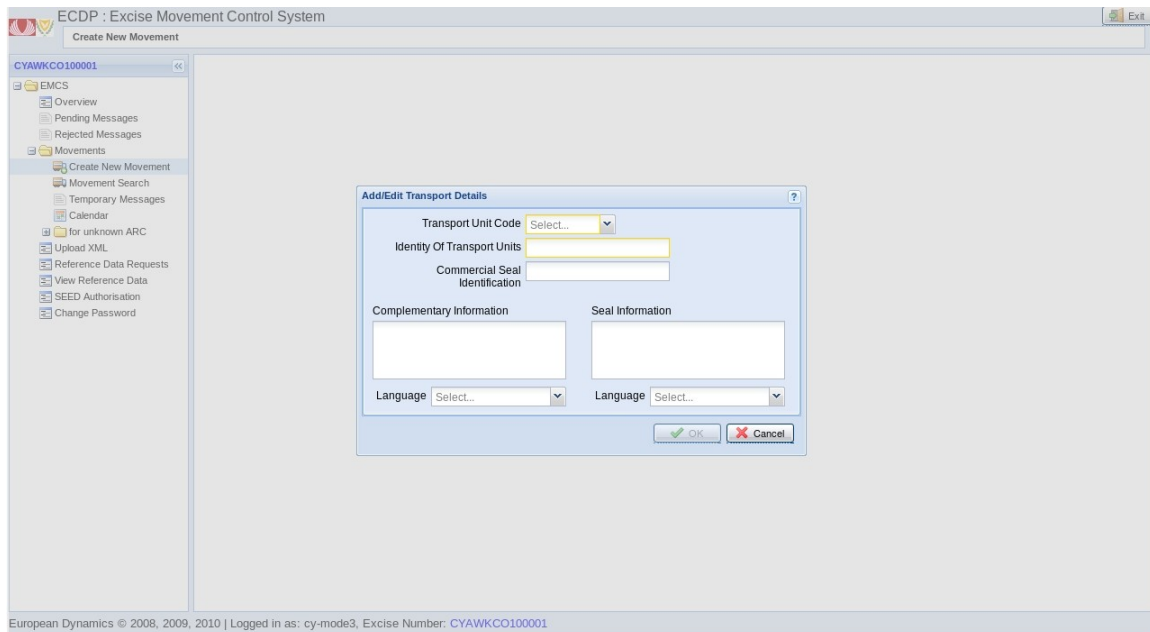 ECDP : Excise Movement Control System
Exit
Create New Movement
CYAWKCO100001
EMCS
Overview
Pending Messages
Rejected Messages
Movements
Create New Movement
Movement Search
Temporary Messages
Calendar
for unknown ARC
Upload XML
Reference Data Requests
View Reference Data
SEED Authorisation
Change Password
Add/Edit Transport Details
?
Transport Unit Code Select...
Identity Of Transport Units
Commercial Seal
Identification
Complementary Information Seal Information
Language Select... Language Select...
OK Cancel
European Dynamics © 2008, 2009, 2010 | Logged in as: cy-mode3, Excise Number: CYAWKCO100001